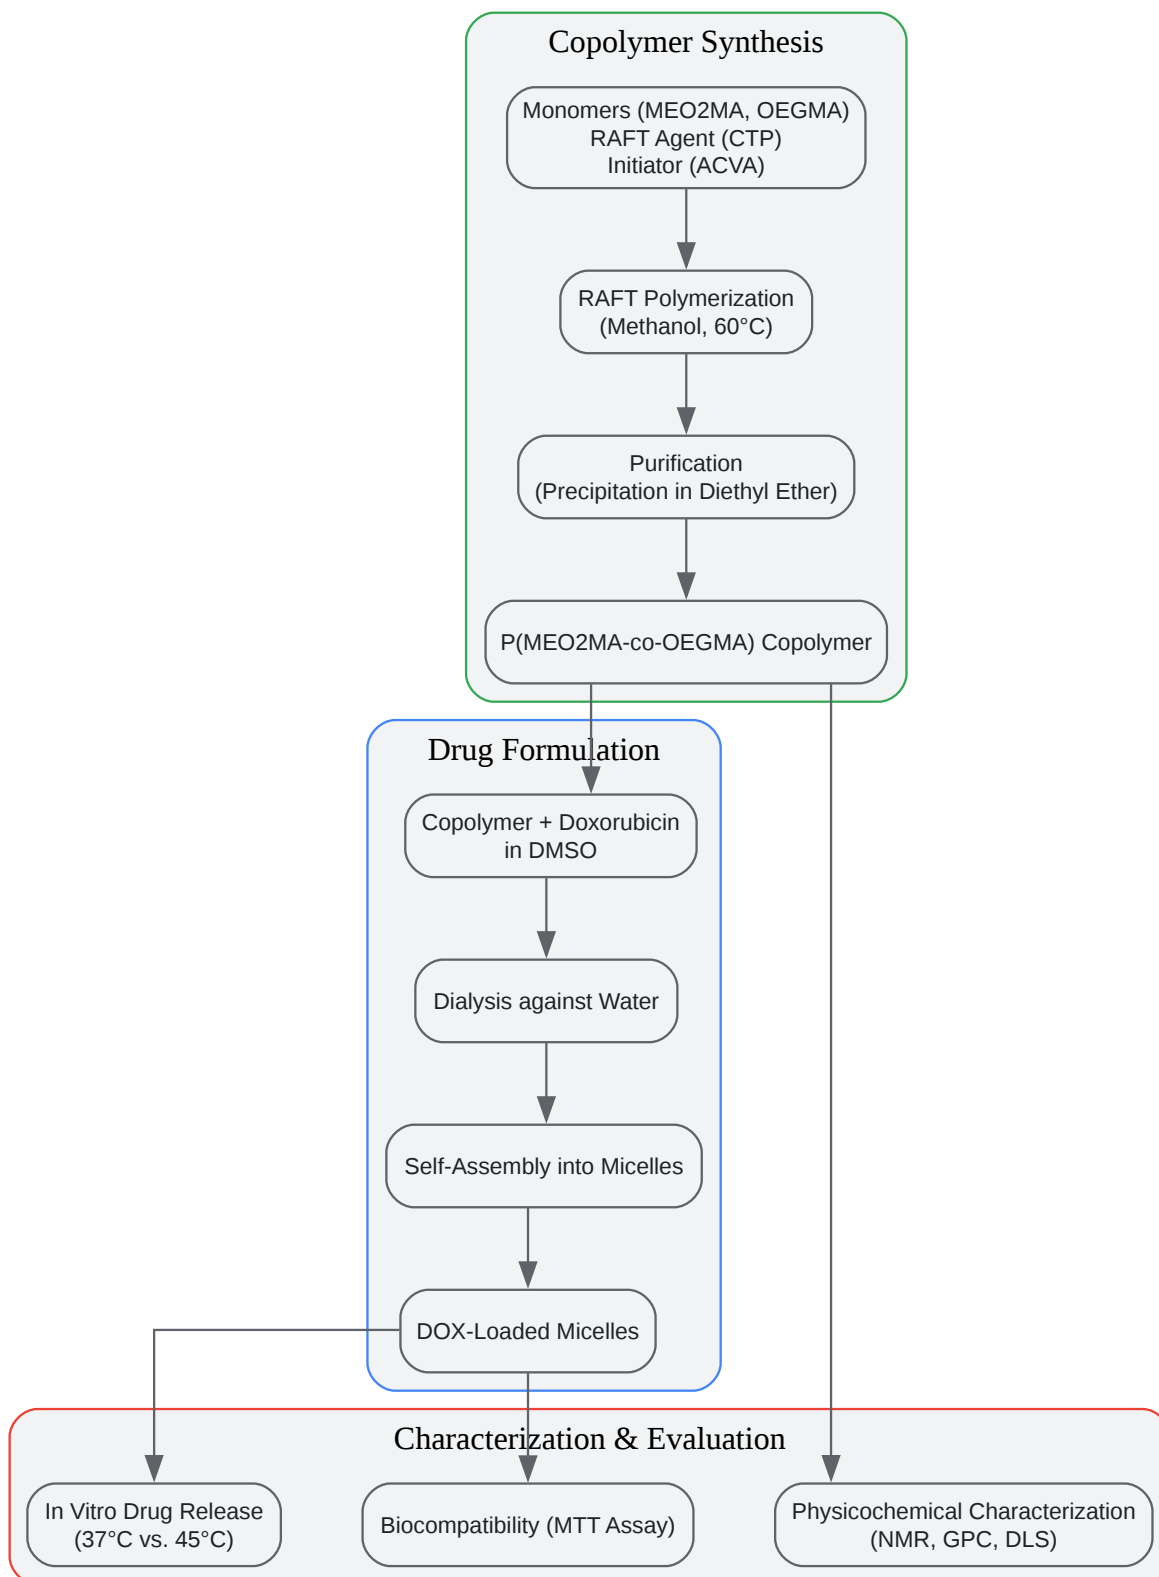 Copolymer Synthesis
Monomers (MEO2MA, OEGMA)
RAFT Agent (CTP)
Initiator (ACVA)
RAFT Polymerization
(Methanol, 60°C)
Purification
(Precipitation in Diethyl Ether)
P(MEO2MA-co-OEGMA) Copolymer
Drug Formulation
Copolymer + Doxorubicin
in DMSO
Dialysis against Water
Self-Assembly into Micelles
DOX-Loaded Micelles
Characterization & Evaluation
In Vitro Drug Release
(37°C vs. 45°C)
Biocompatibility (MTT Assay)
Physicochemical Characterization
(NMR, GPC, DLS)